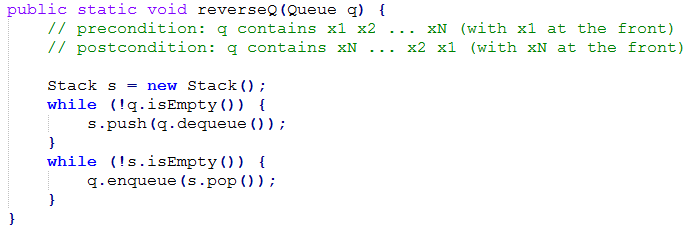 public static void reverseQ(Queue q) {
    // precondition: q contains x1 x2 ... xN (with x1 at the front)
    // postcondition: q contains xN ... x2 x1 (with xN at the front)

    Stack s = new Stack();
    while (!q.isEmpty()) {
        s.push(q.dequeue());
    }
    while (!s.isEmpty()) {
        q.enqueue(s.pop());
    }
}